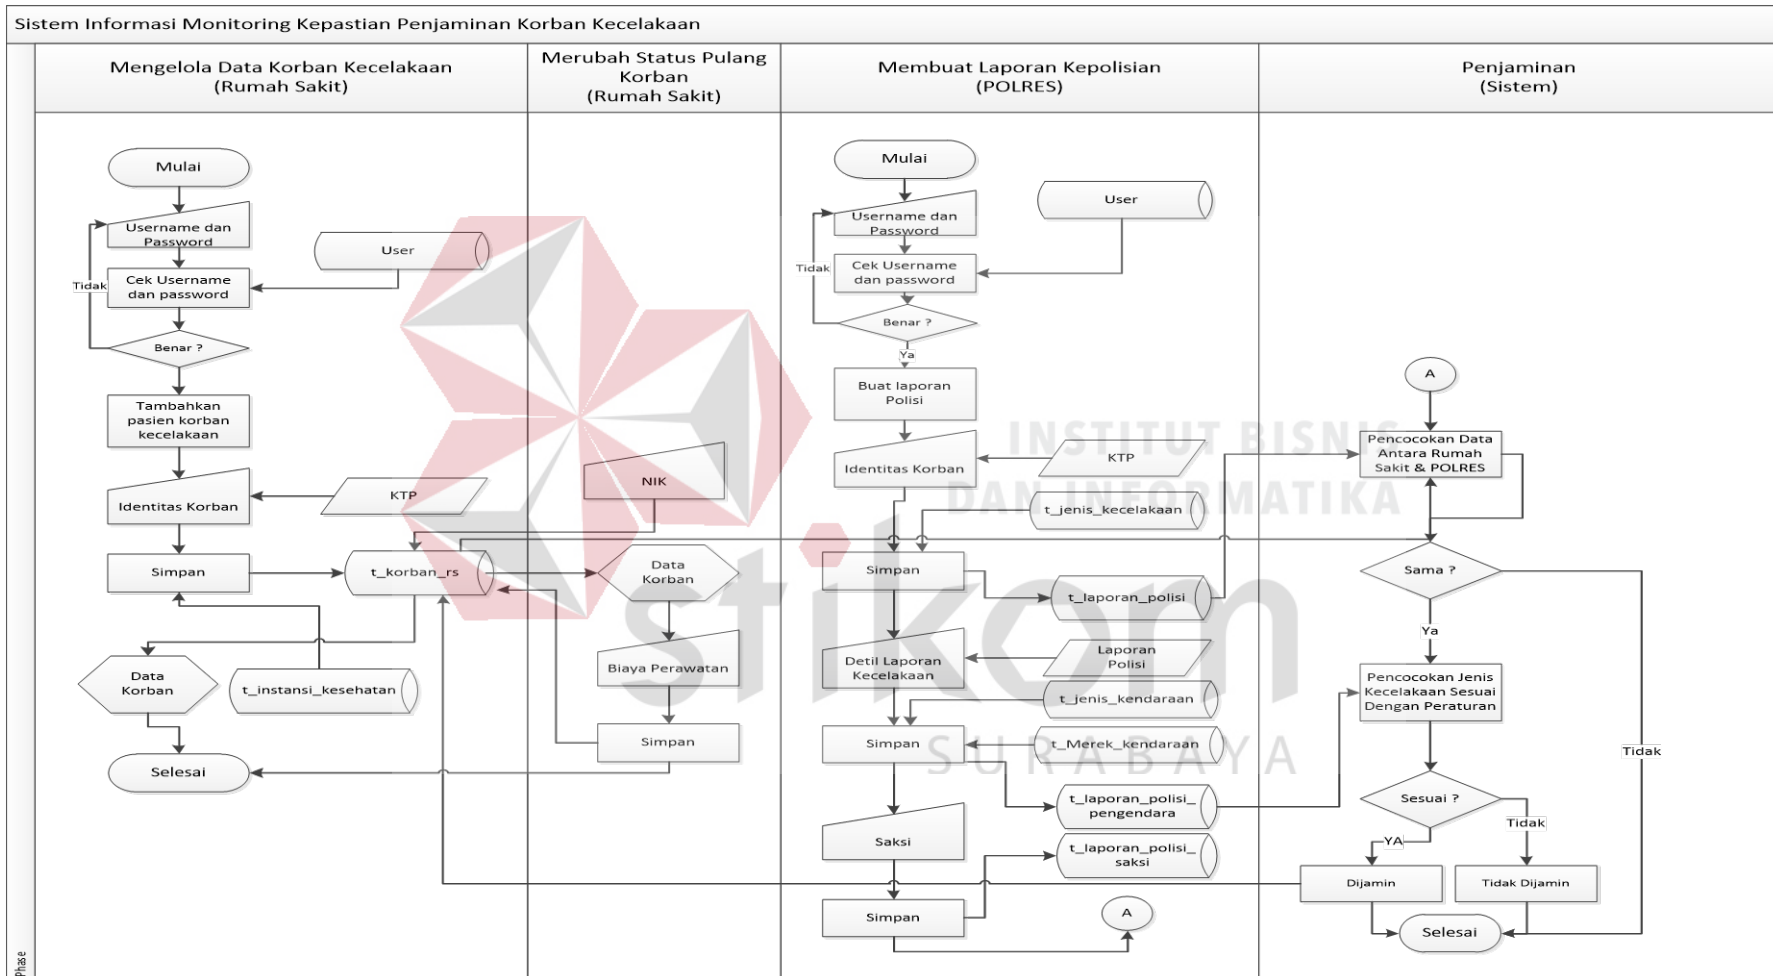 Sistem Informasi Monitoring Kepastian Penjaminan Korban Kecelakaan
Phase
Mengelola Data Korban Kecelakaan
(Rumah Sakit)
Mulai
Username dan
Password
User
Cek Username
dan password
Tidak
Benar ?
Tambahkan
pasien korban
kecelakaan
Identitas Korban
KTP
Simpan
t_korban_rs
Data
Korban
t_instansi_kesehatan
Selesai
Merubah Status Pulang
Korban
(Rumah Sakit)
NIK
Data
Korban
Biaya Perawatan
Simpan
Membuat Laporan Kepolisian
(POLRES)
Mulai
Username dan
Password
User
Tidak
Cek Username
dan password
Benar ?
Ya
Buat laporan
Polisi
Identitas Korban
KTP
t_jenis_kecelakaan
Simpan
t_laporan_polisi
Detil Laporan
Kecelakaan
Laporan
Polisi
t_jenis_kendaraan
Simpan
t_Merek_kendaraan
t_laporan_polisi_
pengendara
Saksi
t_laporan_polisi_
saksi
Simpan
A
Penjaminan
(Sistem)
A
Pencocokan Data
Antara Rumah
Sakit & POLRES
Sama ?
Ya
Pencocokan Jenis
Kecelakaan Sesuai
Dengan Peraturan
Tidak
Sesuai ?
YA
Tidak
Dijamin
Tidak Dijamin
Selesai
INSTITUT BISNIS
DAN INFORMATIKA
stikom
SURABAYA